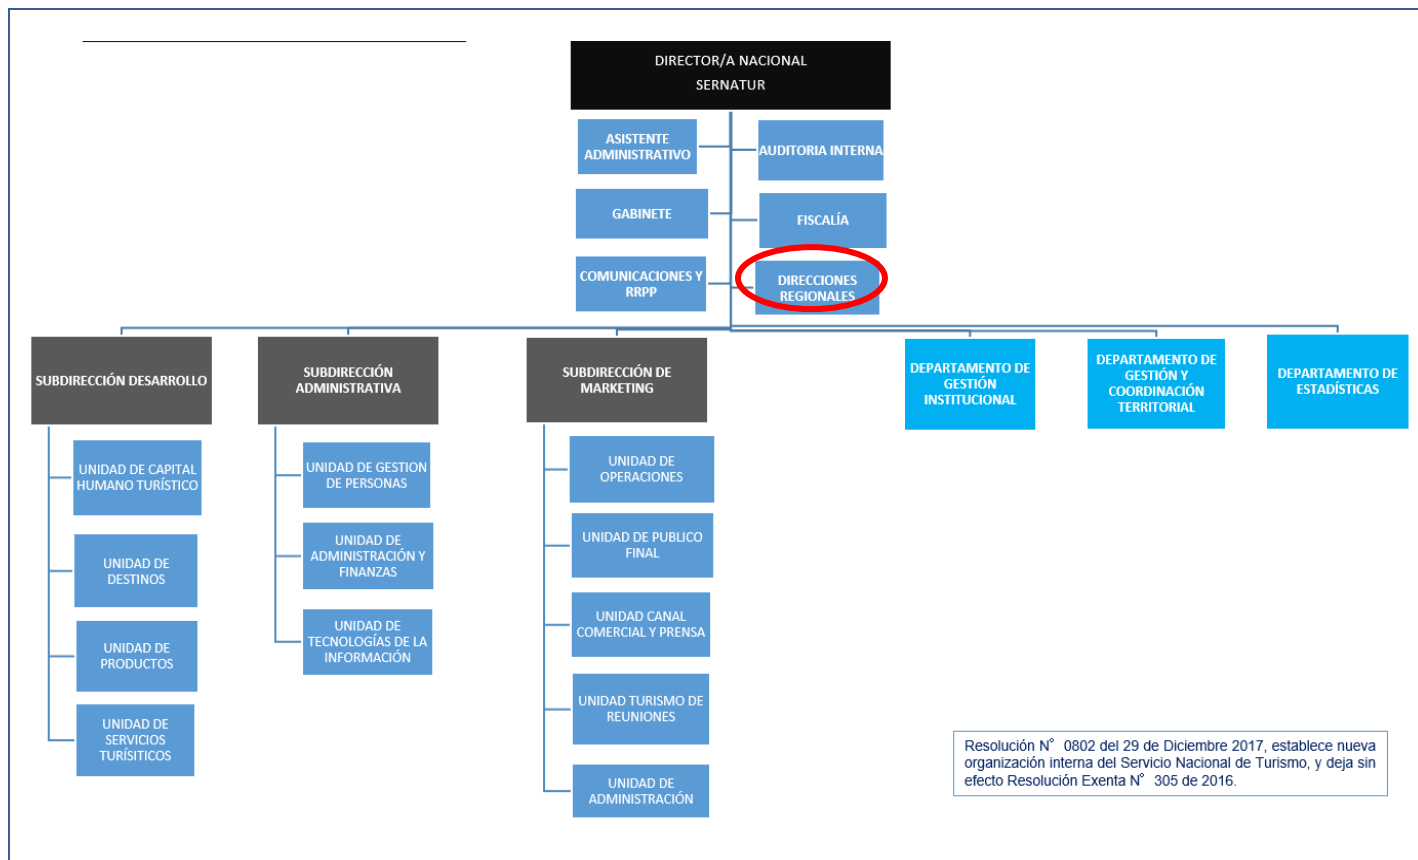 DIRECTOR/A NACIONAL
SERNATUR
ASISTENTE
ADMINISTRATIVO
AUDITORIA INTERNA
GABINETE
FISCALÍA
COMUNICACIONES Y
RRPP
DIRECCIONES
REGIONALES
SUBDIRECCIÓN DESARROLLO
SUBDIRECCIÓN
ADMINISTRATIVA
SUBDIRECCIÓN DE
MARKETING
DEPARTAMENTO DE
GESTIÓN
INSTITUCIONAL
DEPARTAMENTO DE
GESTIÓN Y
COORDINACIÓN
TERRITORIAL
DEPARTAMENTO DE
ESTADÍSTICAS
UNIDAD DE CAPITAL
HUMANO TURÍSTICO
UNIDAD DE
DESTINOS
UNIDAD DE
PRODUCTOS
UNIDAD DE
SERVICIOS
TURÍSITICOS
UNIDAD DE GESTION
DE PERSONAS
UNIDAD DE
ADMINISTRACIÓN Y
FINANZAS
UNIDAD DE
TECNOLOGÍAS DE LA
INFORMACIÓN
UNIDAD DE
OPERACIONES
UNIDAD DE PUBLICO
FINAL
UNIDAD CANAL
COMERCIAL Y PRENSA
UNIDAD TURISMO DE
REUNIONES
UNIDAD DE
ADMINISTRACIÓN
Resolución N° 0802 del 29 de Diciembre 2017, establece nueva
organización interna del Servicio Nacional de Turismo, y deja sin
efecto Resolución Exenta N° 305 de 2016.